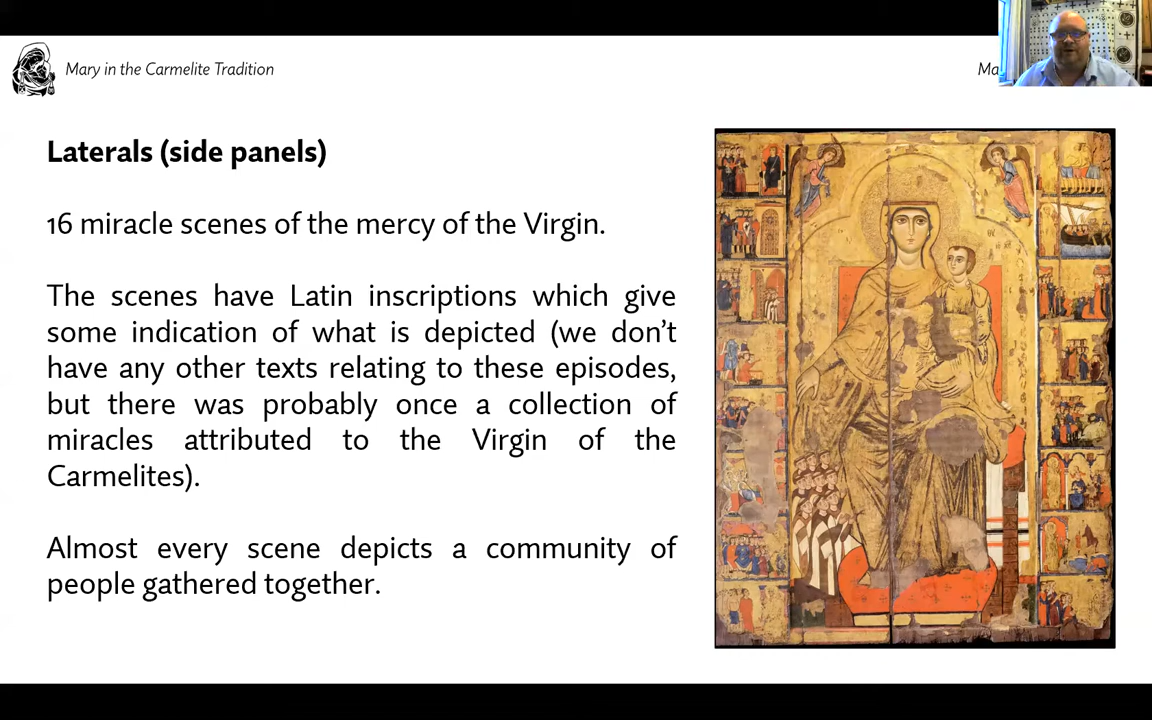 Mary in the Carmelite Tradition
Laterals (side panels)
16 miracle scenes of the mercy of the Virgin.
The scenes have Latin inscriptions which give
some indication of what is depicted (we don’t
have any other texts relating to these episodes,
but there was probably once a collection of
miracles attributed to the Virgin of the
Carmelites).
Almost every scene depicts a community of
people gathered together.